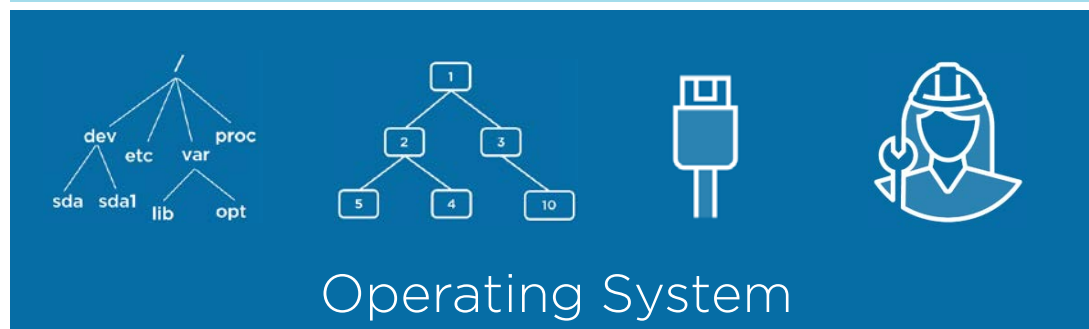 /
dev etc var proc
sda sda1 lib opt
1
2 3
5 4 10
Operating System